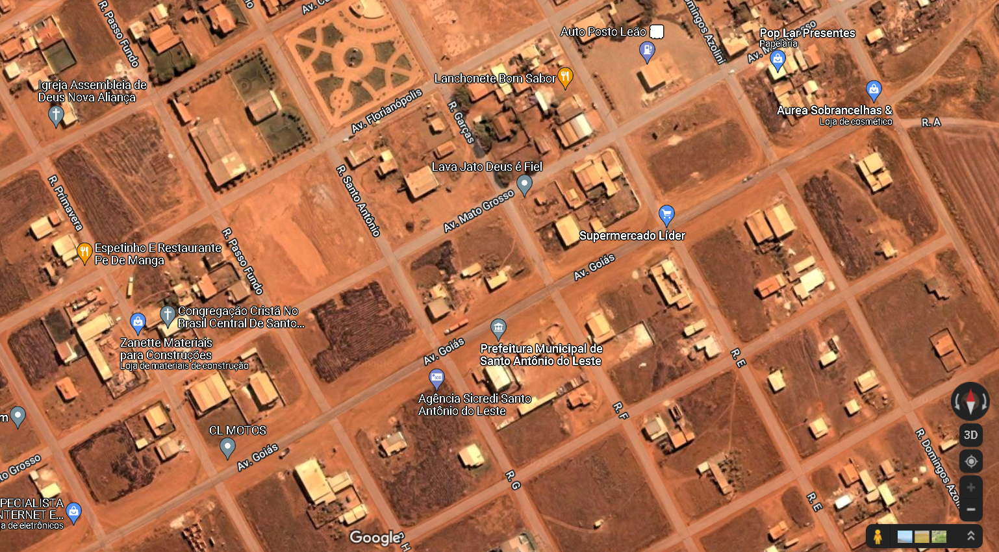 R. Passo Fundo
Auto Posto Leão
Pop Lar Presentes
Papelaria
Lanchonete Bom Sabor
Igreja Assembleia de
Deus Nova Aliança
Av. Florianópolis
R. Garças
Aurea Sobrancelhas &
Loja de cosmético
R. A
Lava Jato Deus é Fiel
R. Primavera
R. Santo Antônio
Av. Mato Grosso
Supermercado Líder
R. Passo Fundo
Espetinho E Restaurante
Pe De Manga
Av. Goiás
Congregação Cristã No
Brasil Central De Santo...
Zanette Materiais
para Construções
Loja de materiais de construção
Av. Goiás
Prefeitura Municipal de
Santo Antônio do Leste
R. E
Agência Sicredi Santo
Antônio do Leste
R. F
m
CL MOTOS
3D
Av. Goiás
R. G
to Grosso
R. Domingos Azoli
PECIALISTA
NTERNET E...
a de eletrônicos
R. E
Google
R. H
omingos Azolini